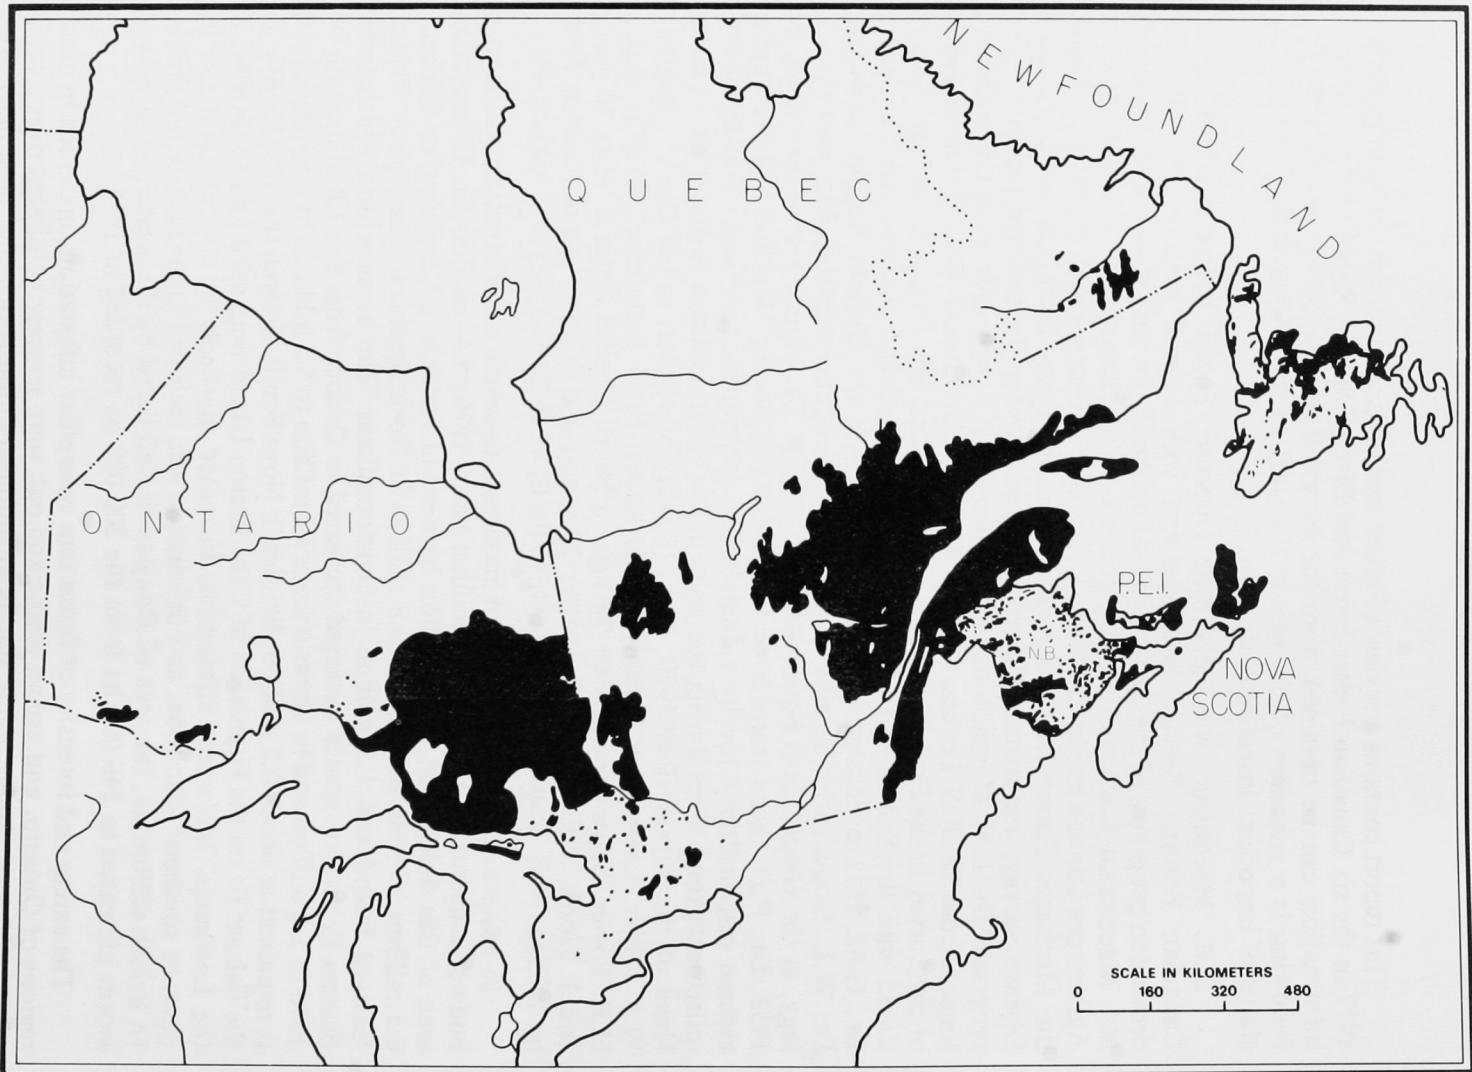 NEWFOUNDLAND
QUEBEC
ONTARIO
P.E.I.
N.B.
NOVA
SCOTIA
SCALE IN KILOMETERS
0 160 320 480